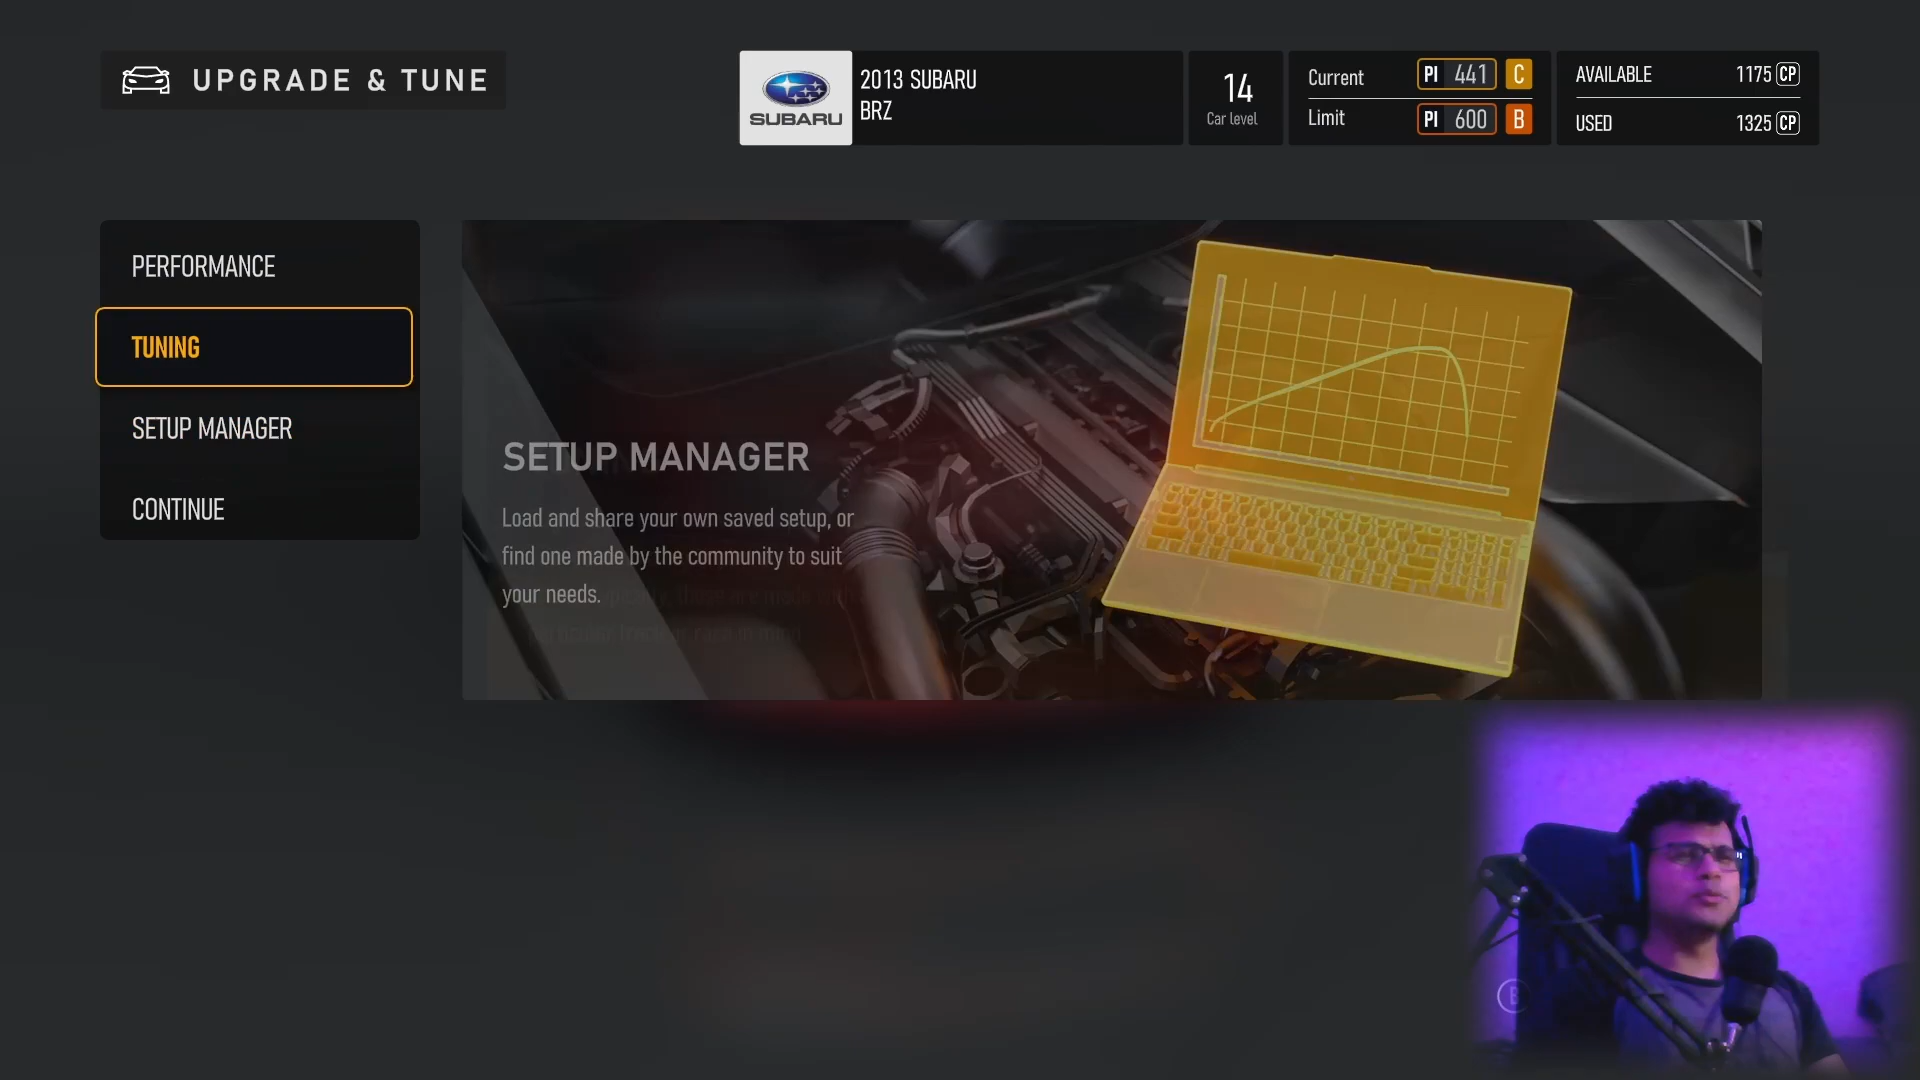 UPGRADE & TUNE
SUBARU
2013 SUBARU
BRZ
14
Car level
Current PI 441 C
Limit PI 600 B
AVAILABLE 1175 CP
USED 1325 CP
PERFORMANCE
TUNING
SETUP MANAGER
CONTINUE
SETUP MANAGER
Load and share your own saved setup, or
find one made by the community to suit
your needs.
B